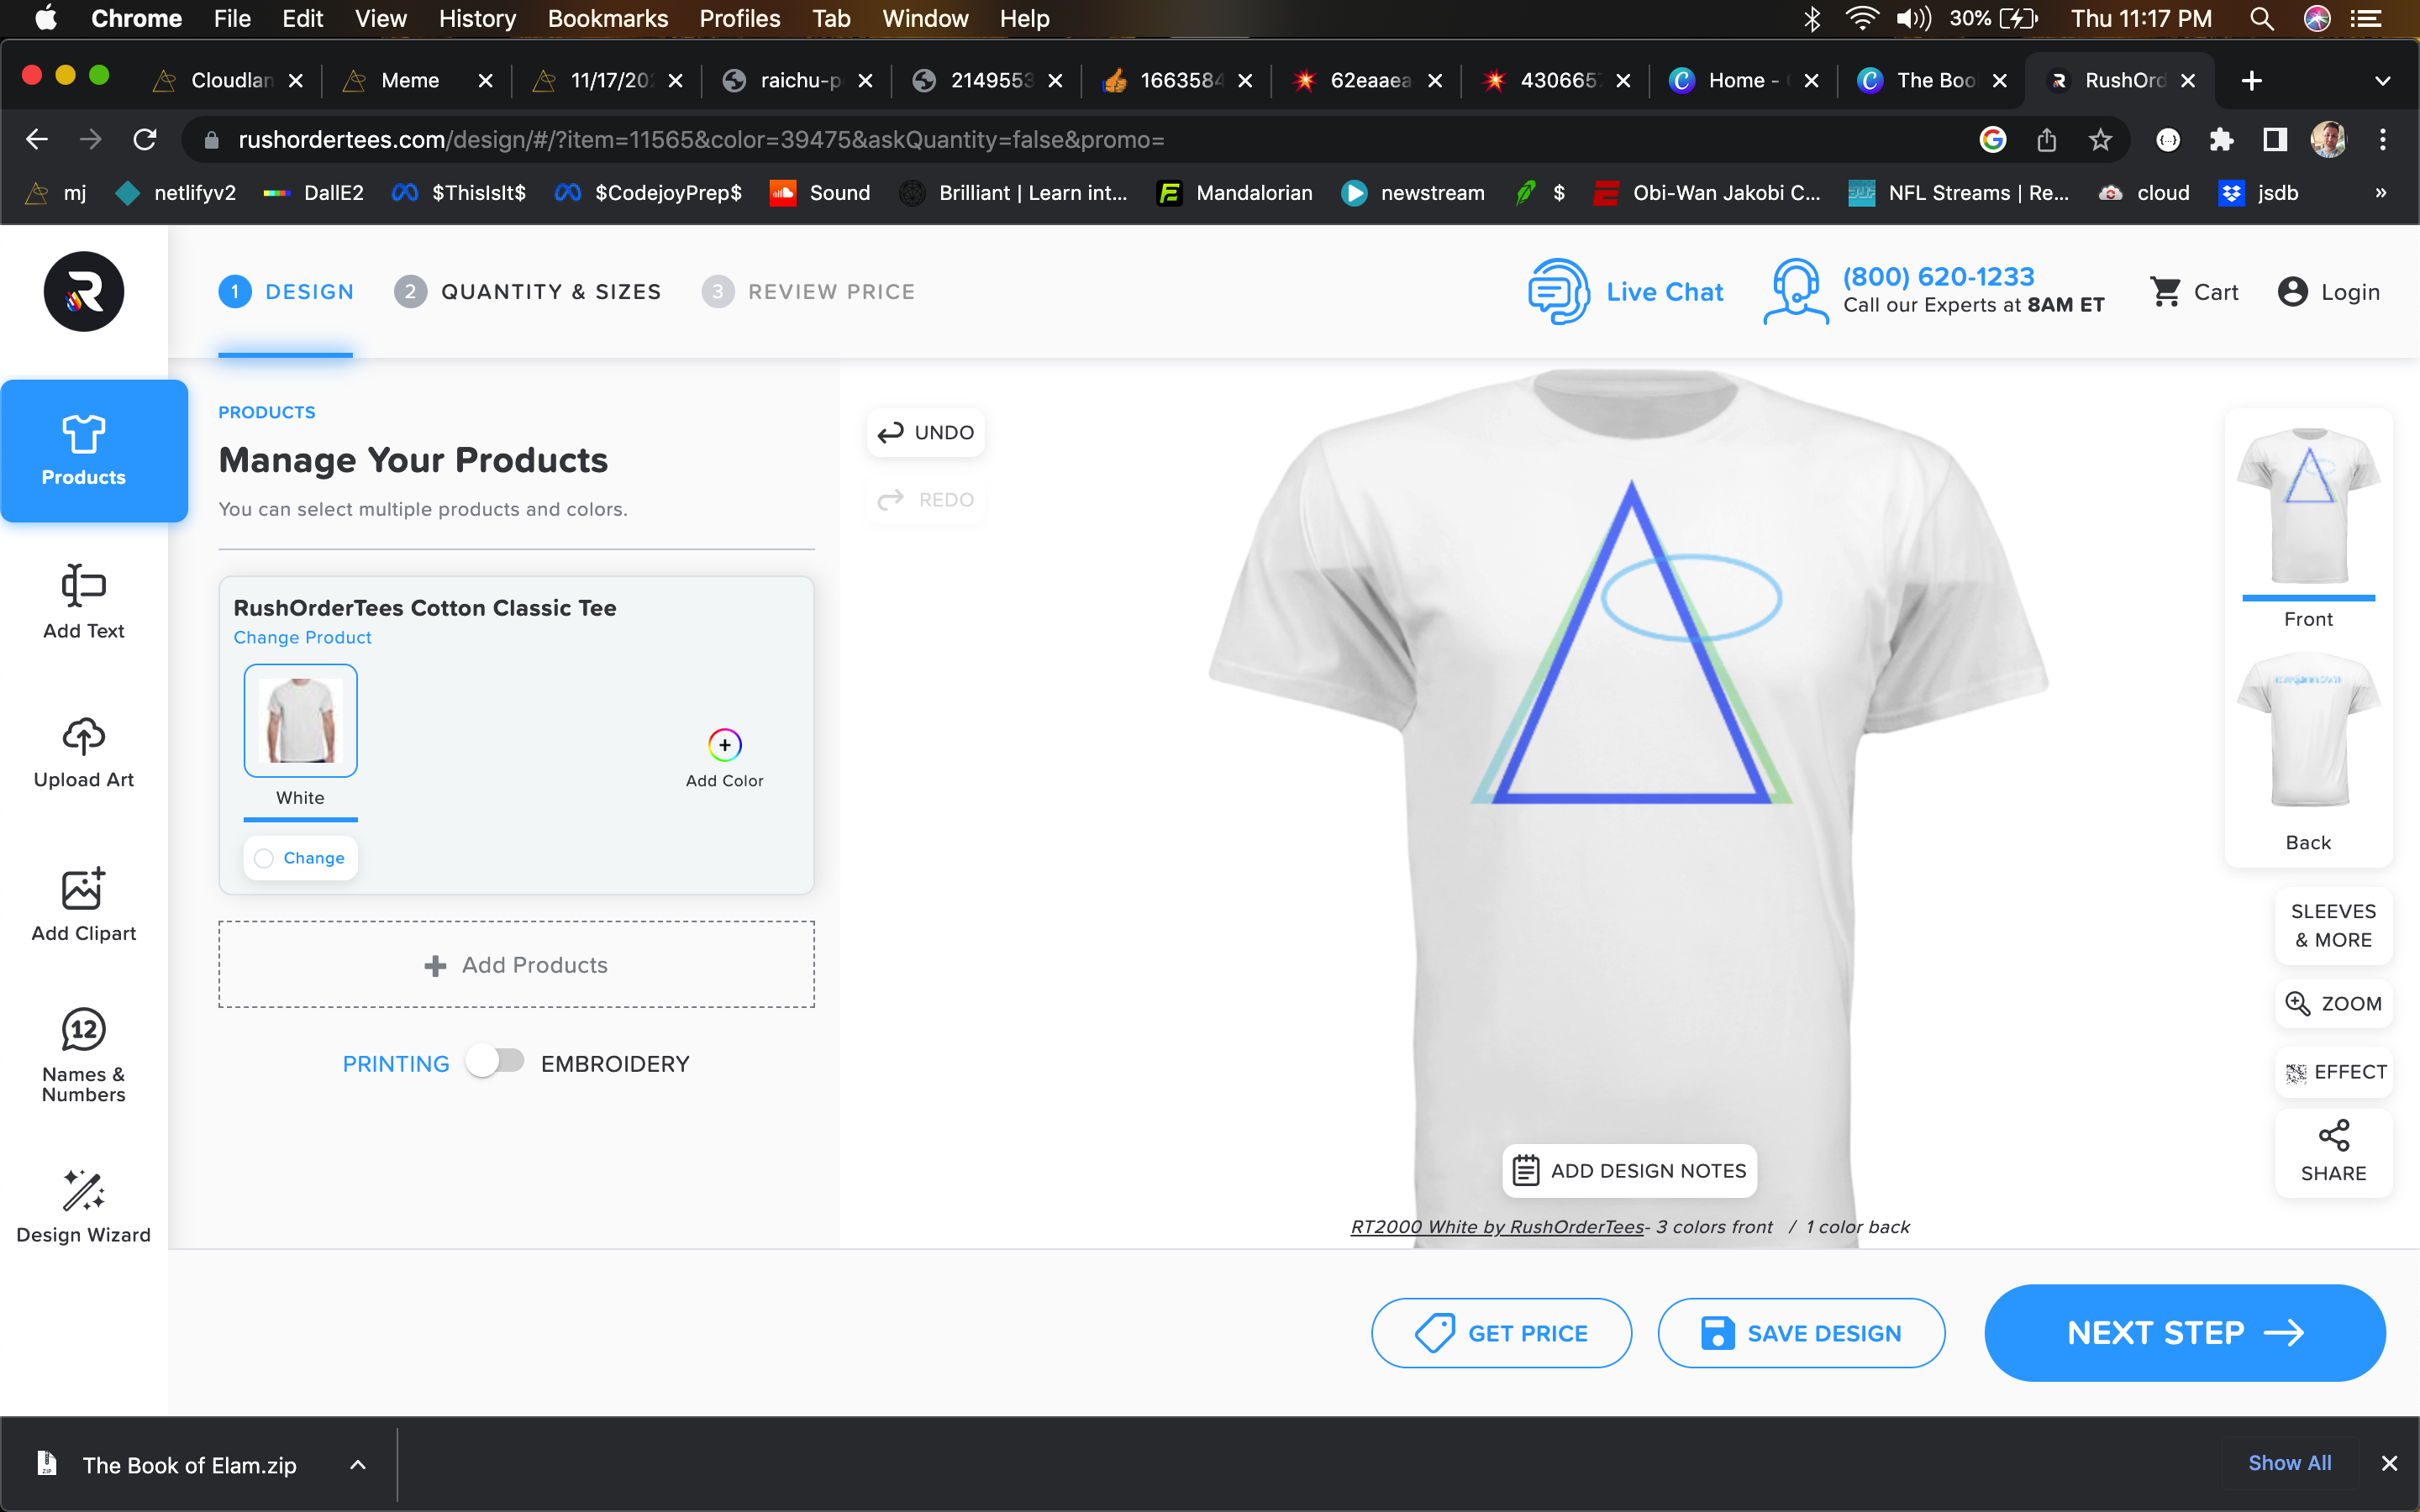 Chrome File Edit View History Bookmarks Profiles Tab Window Help 30% Thu 11:17 PM
Cloudlan Meme 11/17/20 raichu-p 2149553 1663584 62eaaea 4306657 Home - The Boo RushOrd
rushordertees.com/design/#/?item=11565&color=39475&askQuantity=false&promo=
mj netlifyv2 DallE2 $ThisIsIt$ $CodejoyPrep$ Sound Brilliant | Learn int... Mandalorian newstream $ Obi-Wan Jakobi C... NFL Streams | Re... cloud jsdb »
1 DESIGN 2 QUANTITY & SIZES 3 REVIEW PRICE
Live Chat
(800) 620-1233
Call our Experts at 8AM ET
Cart
Login
Products
Add Text
Upload Art
Add Clipart
12
Names &
Numbers
Design Wizard
PRODUCTS
Manage Your Products
You can select multiple products and colors.
RushOrderTees Cotton Classic Tee
Change Product
White
Change
Add Color
Add Products
PRINTING EMBROIDERY
UNDO
REDO
Front
Back
SLEEVES
& MORE
ZOOM
EFFECT
SHARE
ADD DESIGN NOTES
RT2000 White by RushOrderTees- 3 colors front / 1 color back
GET PRICE
SAVE DESIGN
NEXT STEP
ZIP
The Book of Elam.zip
Show All